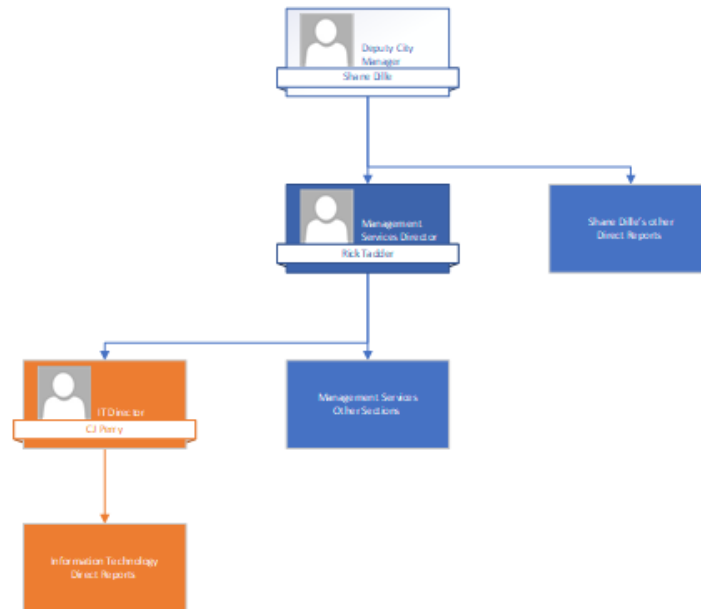 Deputy City
Manager
Shane Dille
Management
Services Director
Rick Tadder
Shane Dille's other
Direct Reports
IT Director
CJ Perry
Management Services
Other Sections
Information Technology
Direct Reports